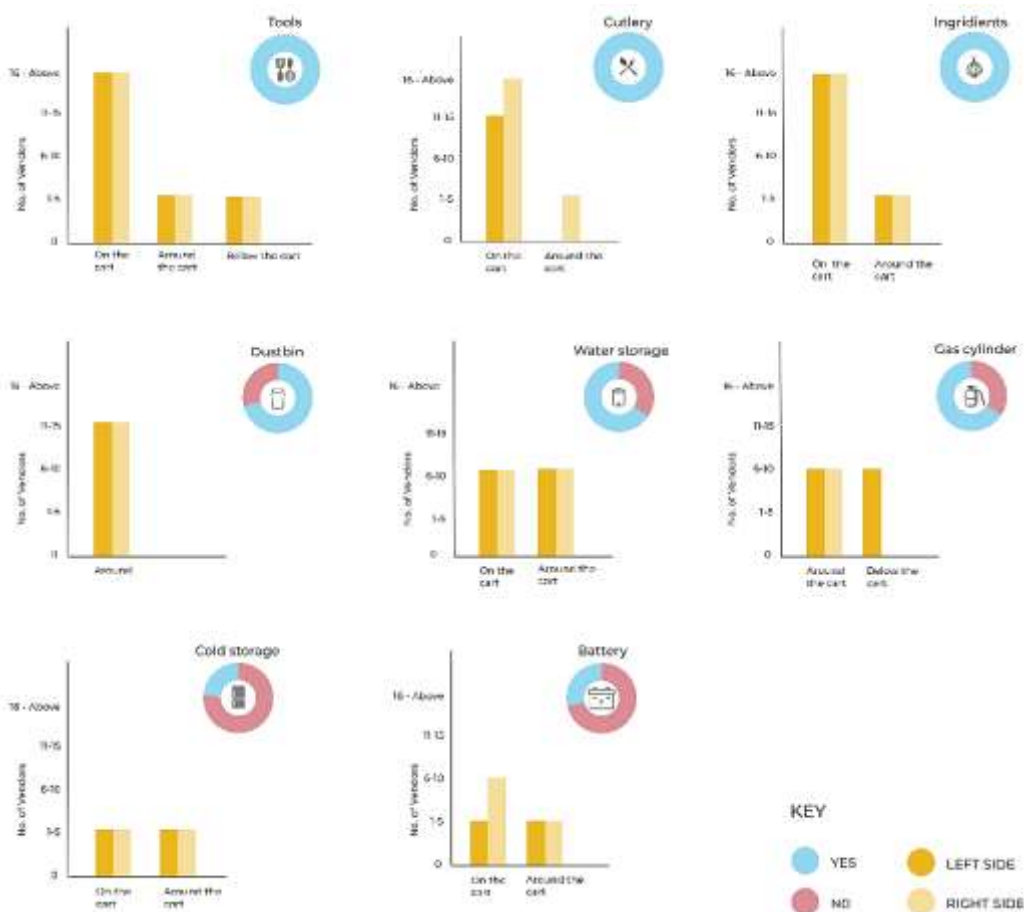 Tools
16 - Above
11-15
6-10
1-5
0
No. of Vendors
On the
cart
Around
the cart
Bellow the cart
Cutlery
16 - Above
11-15
6-10
1-5
0
No. of Vendors
On the
cart
Around the
cart
Ingridients
16 - Above
11-15
6-10
1-5
0
No. of Vendors
On the
cart
Around the
cart
Dustbin
16 - Above
11-15
6-10
1-5
0
No. of Vendors
Around
Water storage
16 - Above
11-15
6-10
1-5
0
No. of Vendors
On the
cart
Around the
cart
Gas cylinder
16 - Above
11-15
6-10
1-5
0
No. of Vendors
Around
the cart
Below the
cart
Cold storage
16 - Above
11-15
6-10
1-5
0
No. of Vendors
On the
cart
Around the
cart
Battery
16 - Above
11-15
6-10
1-5
0
No. of Vendors
On the
cart
Around the
cart
KEY
YES
LEFT SIDE
NO
RIGHT SIDE